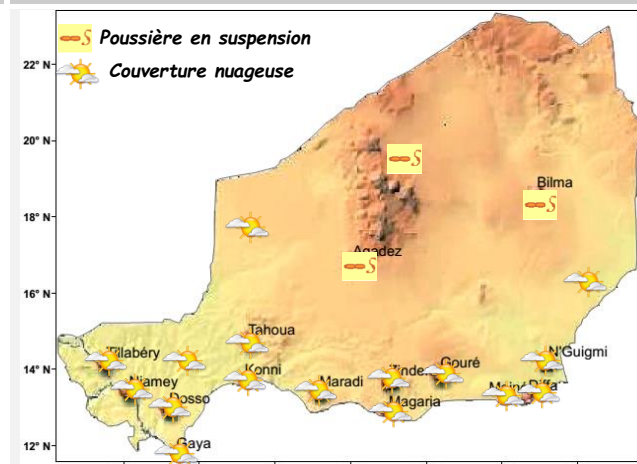 S Poussière en suspension
Couverture nuageuse
22° N
20° N
S
Bilma
18° N
S
Agadez
S
16° N
Tahoua
Tillabéry
N'Guigmi
14° N
Konni
Gouré
Zinder
Niamey
Maradi
Diffa
Dosso
Magaria
Gaya
12° N